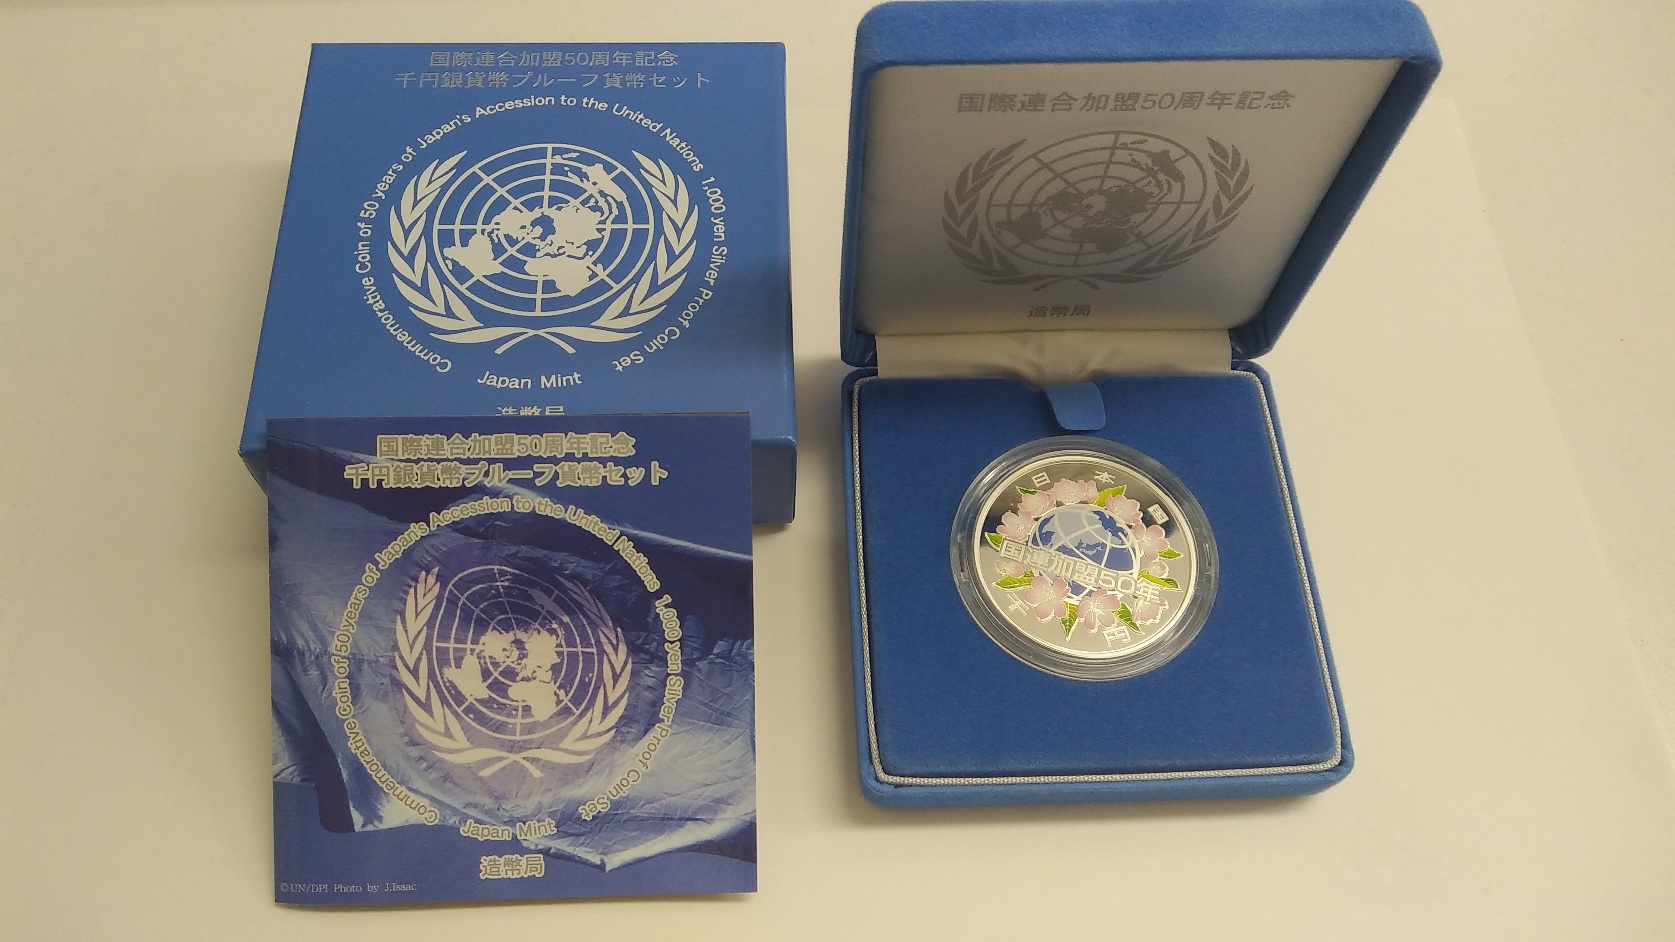 国際連合加盟50周年記念
千円銀貨幣プルーフ貨幣セット
Commemorative Coin of 50 years of Japan's Accession to the United Nations 1,000 yen Silver Proof Coin Set
Japan Mint
造幣局
国際連合加盟50周年記念
千円銀貨幣プルーフ貨幣セット
Commemorative Coin of 50 years of Japan's Accession to the United Nations 1,000 yen Silver Proof Coin Set
Japan Mint
造幣局
©UN/DPI Photo by J.Isaac
国際連合加盟50周年記念
造幣局
日本国
国連加盟50年
千円